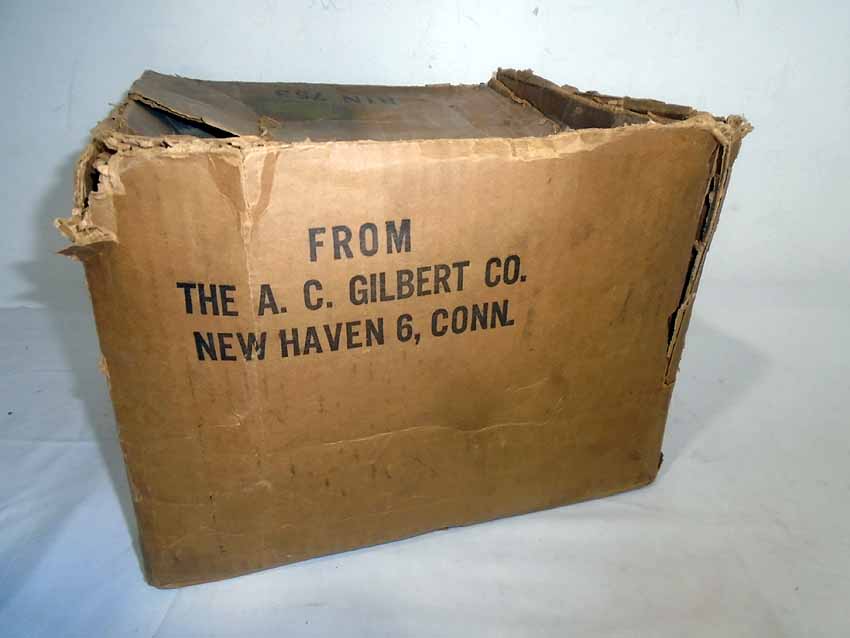 FROM
THE A. C. GILBERT CO.
NEW HAVEN 6, CONN.